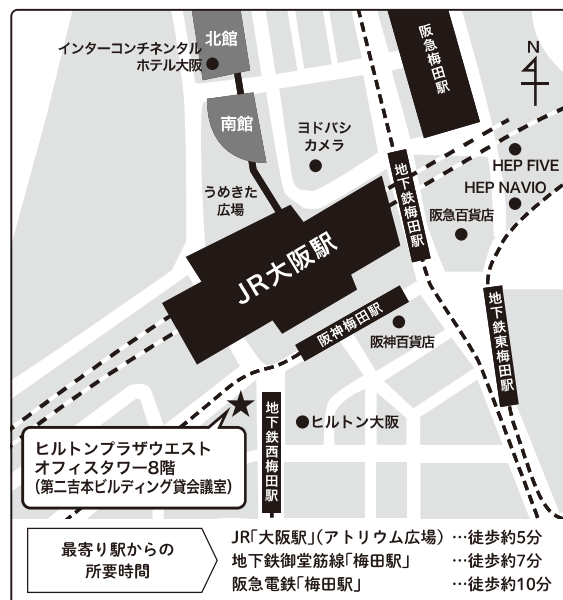 北館
インターコンチネンタル
ホテル大阪
阪急梅田駅
N
4
南館
ヨドバシ
カメラ
HEP FIVE
HEP NAVIO
うめきた
広場
地下鉄梅田駅
阪急百貨店
JR大阪駅
阪神梅田駅
阪神百貨店
地下鉄東梅田駅
地下鉄西梅田駅
ヒルトン大阪
ヒルトンプラザウエスト
オフィスタワー8階
(第二吉本ビルディング貸会議室)
最寄り駅からの
所要時間
JR「大阪駅」(アトリウム広場) …徒歩約5分
地下鉄御堂筋線「梅田駅」 …徒歩約7分
阪急電鉄「梅田駅」 …徒歩約10分